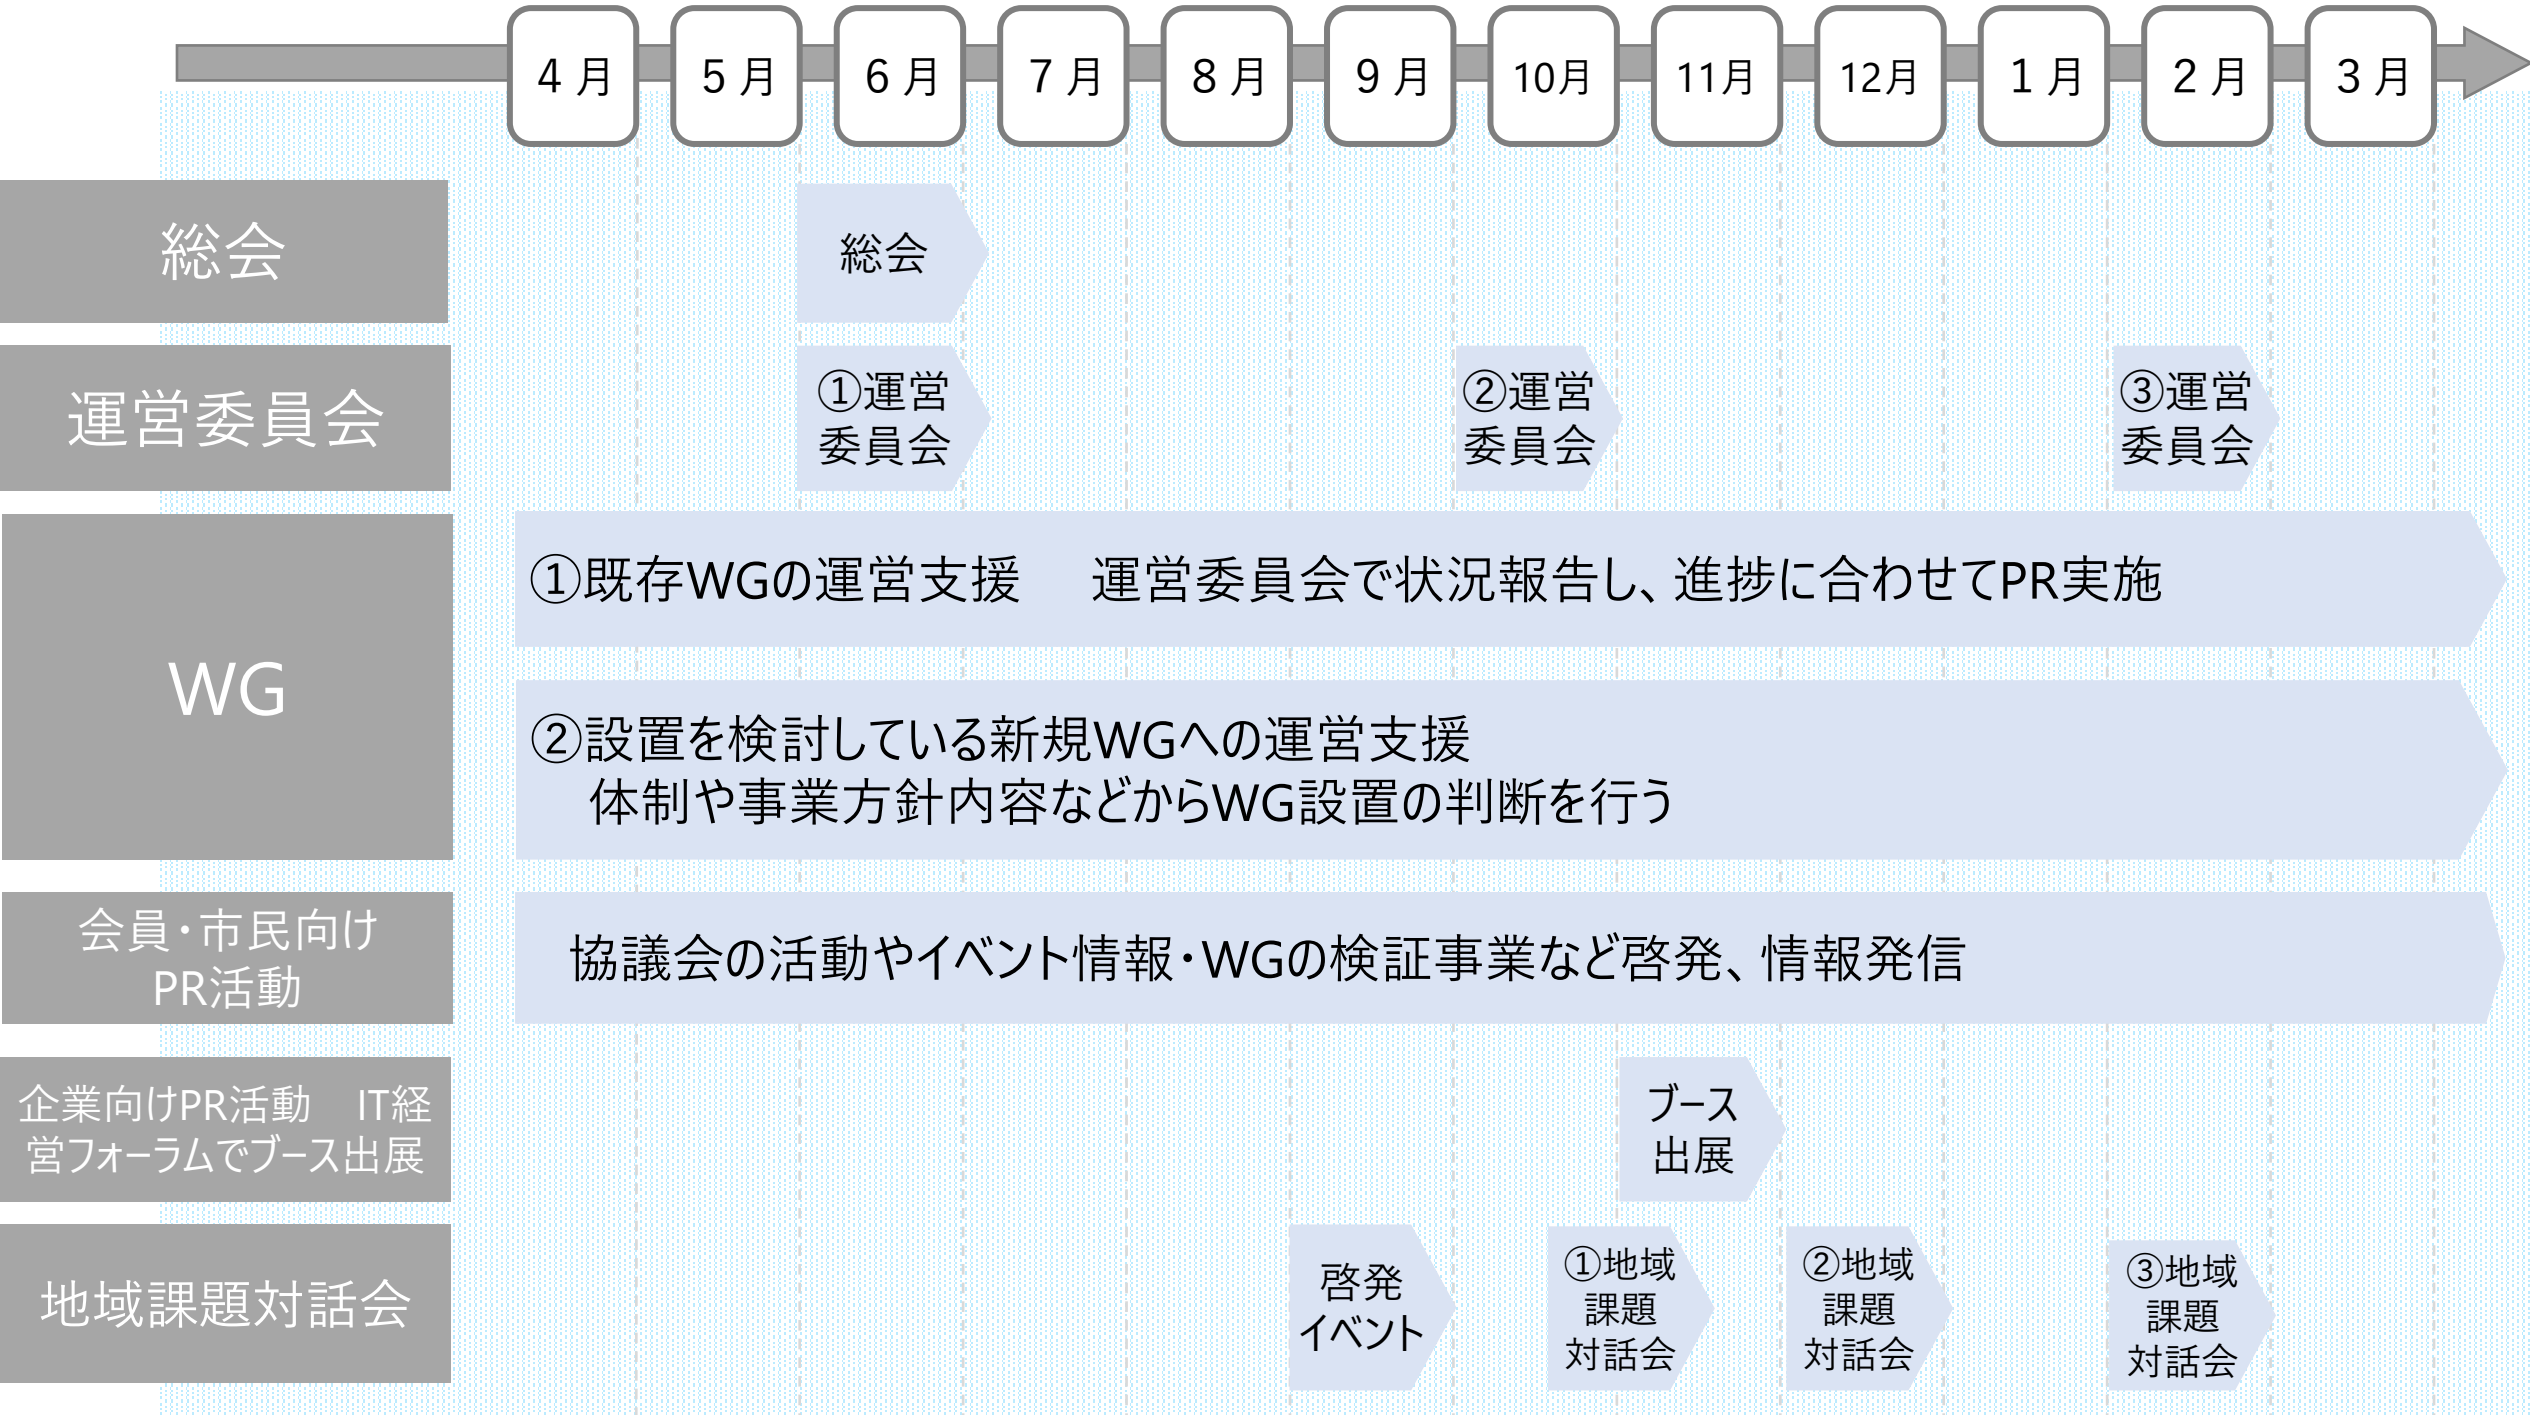 4月 5月 6月 7月 8月 9月 10月 11月 12月 1月 2月 3月
総会
総会
運営委員会
①運営
委員会
②運営
委員会
③運営
委員会
WG
①既存WGの運営支援　運営委員会で状況報告し、進捗に合わせてPR実施
②設置を検討している新規WGへの運営支援
体制や事業方針内容などからWG設置の判断を行う
会員・市民向け
PR活動
協議会の活動やイベント情報・WGの検証事業など啓発、情報発信
企業向けPR活動　IT経
営フォーラムでブース出展
ブース
出展
地域課題対話会
啓発
イベント
①地域
課題
対話会
②地域
課題
対話会
③地域
課題
対話会